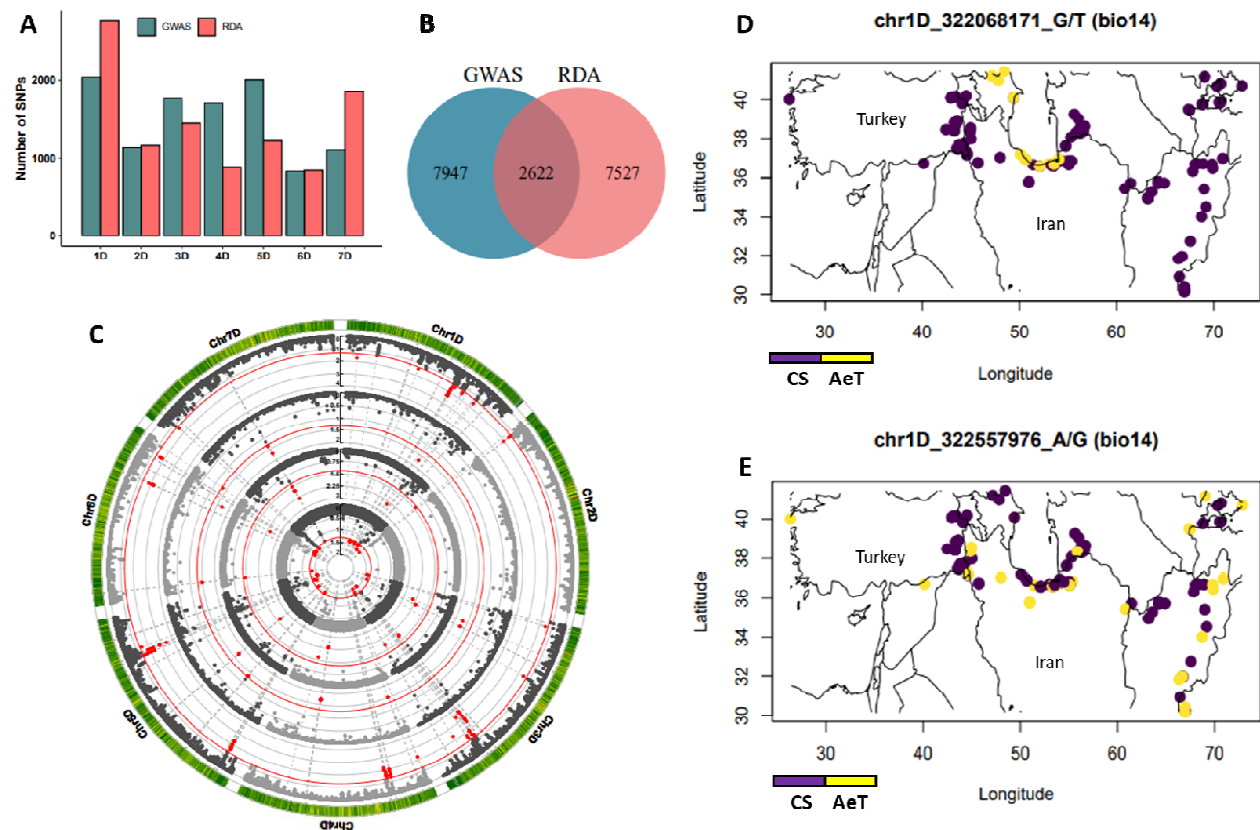 A
GWAS
RDA
Number of SNPs
2000
1000
0
1D 2D 3D 4D 5D 6D 7D
B
GWAS RDA
7947 2622 7527
C
Chr1D
Chr2D
Chr3D
Chr4D
Chr6D
Chr7D
D
chr1D_322068171_G/T (bio14)
Latitude
40
38
36
34
32
30
Turkey
Iran
30 40 50 60 70
CS AeT
Longitude
E
chr1D_322557976_A/G (bio14)
Latitude
40
38
36
34
32
30
Turkey
Iran
30 40 50 60 70
CS AeT
Longitude